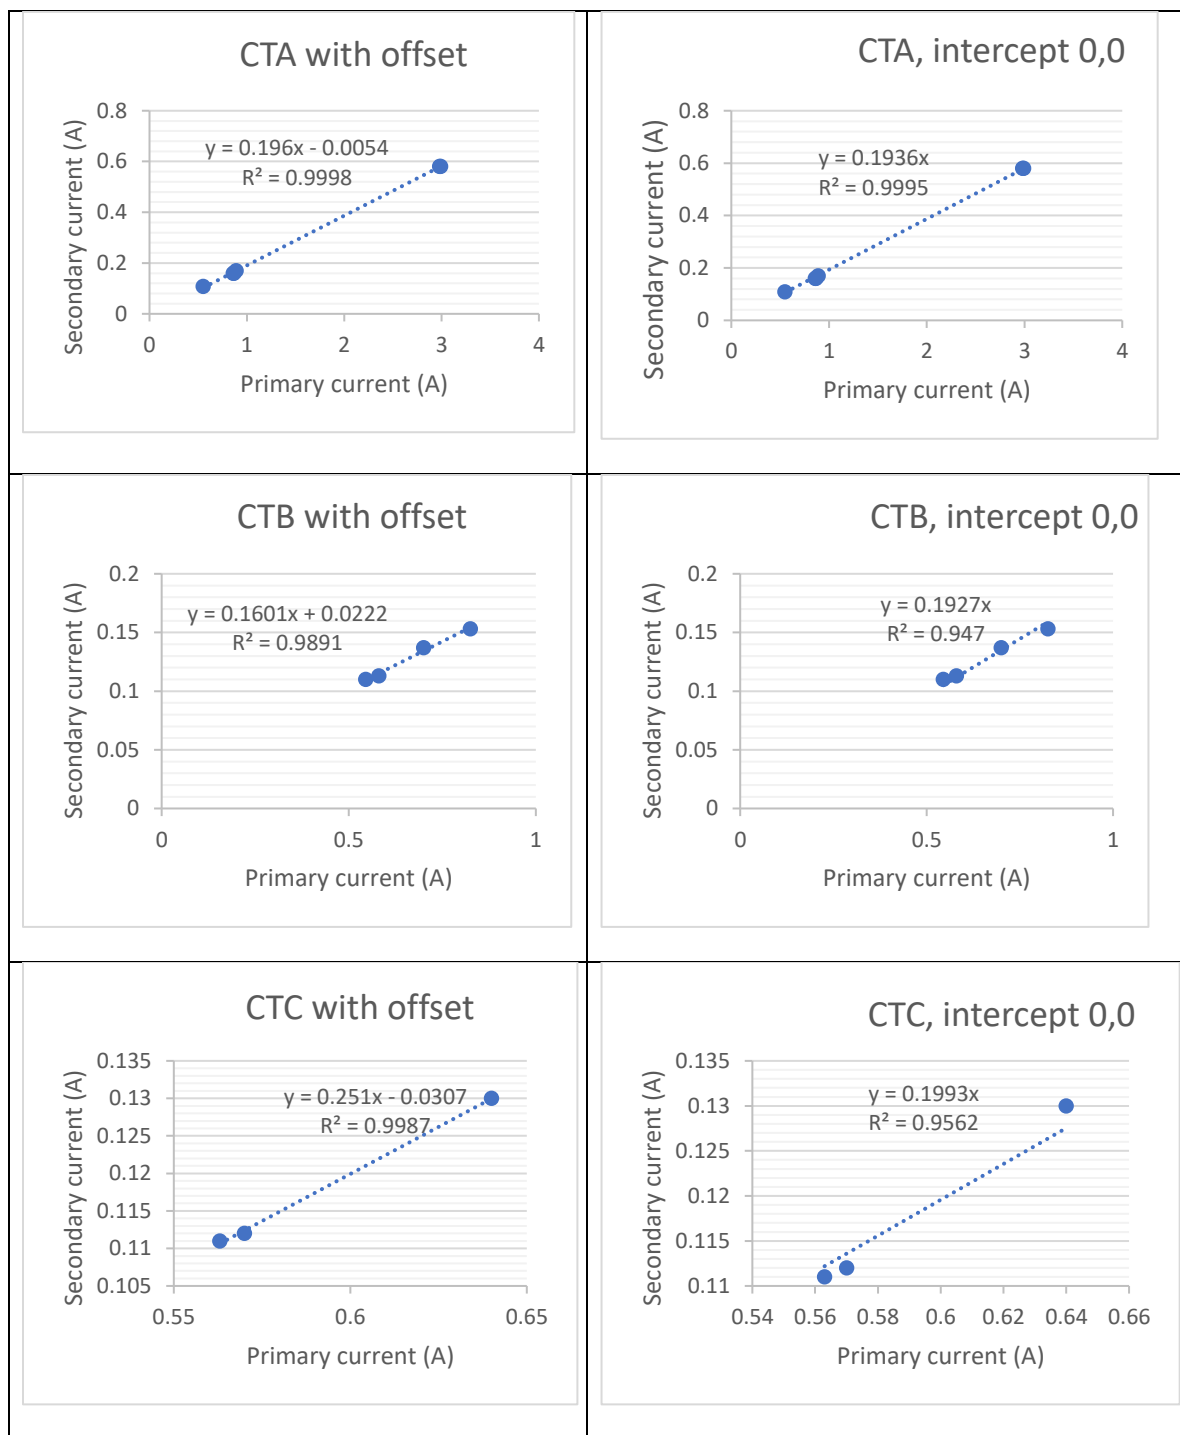 CTA with offset
0.8
y = 0.196x - 0.0054
0.6
R² = 0.9998
0.4
0.2
0
0 1 2 3 4
Secondary current (A)
Primary current (A)
CTA, intercept 0,0
0.8
0.6
y = 0.1936x
R² = 0.9995
0.4
0.2
0
0 1 2 3 4
Secondary current (A)
Primary current (A)
CTB with offset
0.2
y = 0.1601x + 0.0222
0.15
R² = 0.9891
0.1
0.05
0
0 0.5 1
Secondary current (A)
Primary current (A)
CTB, intercept 0,0
0.2
y = 0.1927x
0.15
R² = 0.947
0.1
0.05
0
0 0.5 1
Secondary current (A)
Primary current (A)
CTC with offset
0.135
0.13
y = 0.251x - 0.0307
R² = 0.9987
0.125
0.12
0.115
0.11
0.105
0.55 0.6 0.65
Secondary current (A)
Primary current (A)
CTC, intercept 0,0
0.135
y = 0.1993x
0.13
R² = 0.9562
0.125
0.12
0.115
0.11
0.54 0.56 0.58 0.6 0.62 0.64 0.66
Secondary current (A)
Primary current (A)